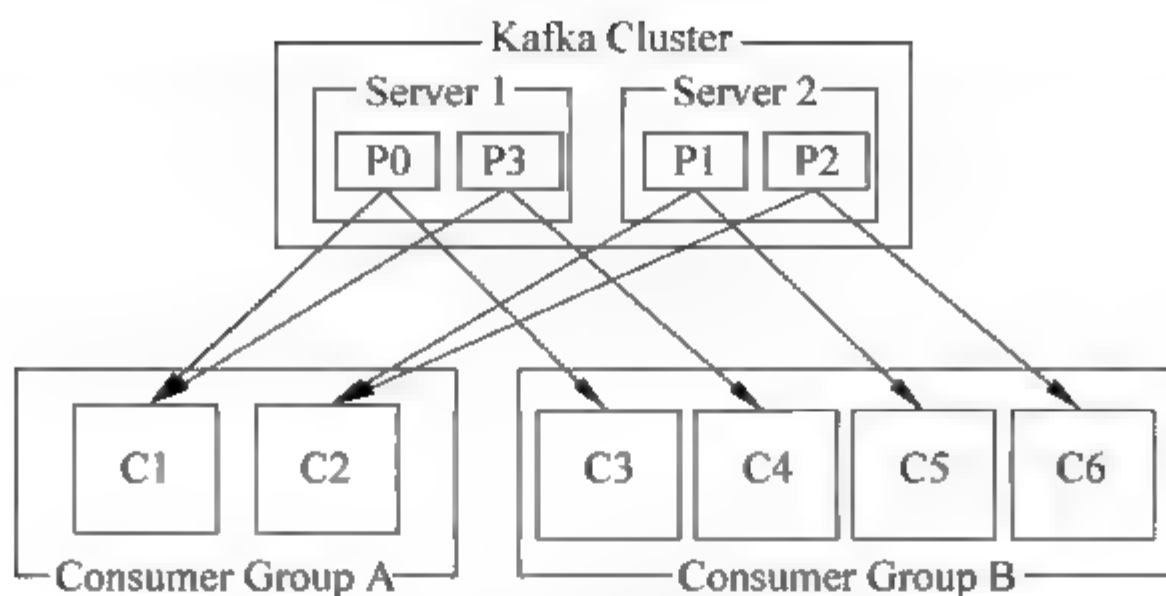 Kafka Cluster
Server 1 Server 2
P0 P3 P1 P2
C1 C2 C3 C4 C5 C6
Consumer Group A Consumer Group B